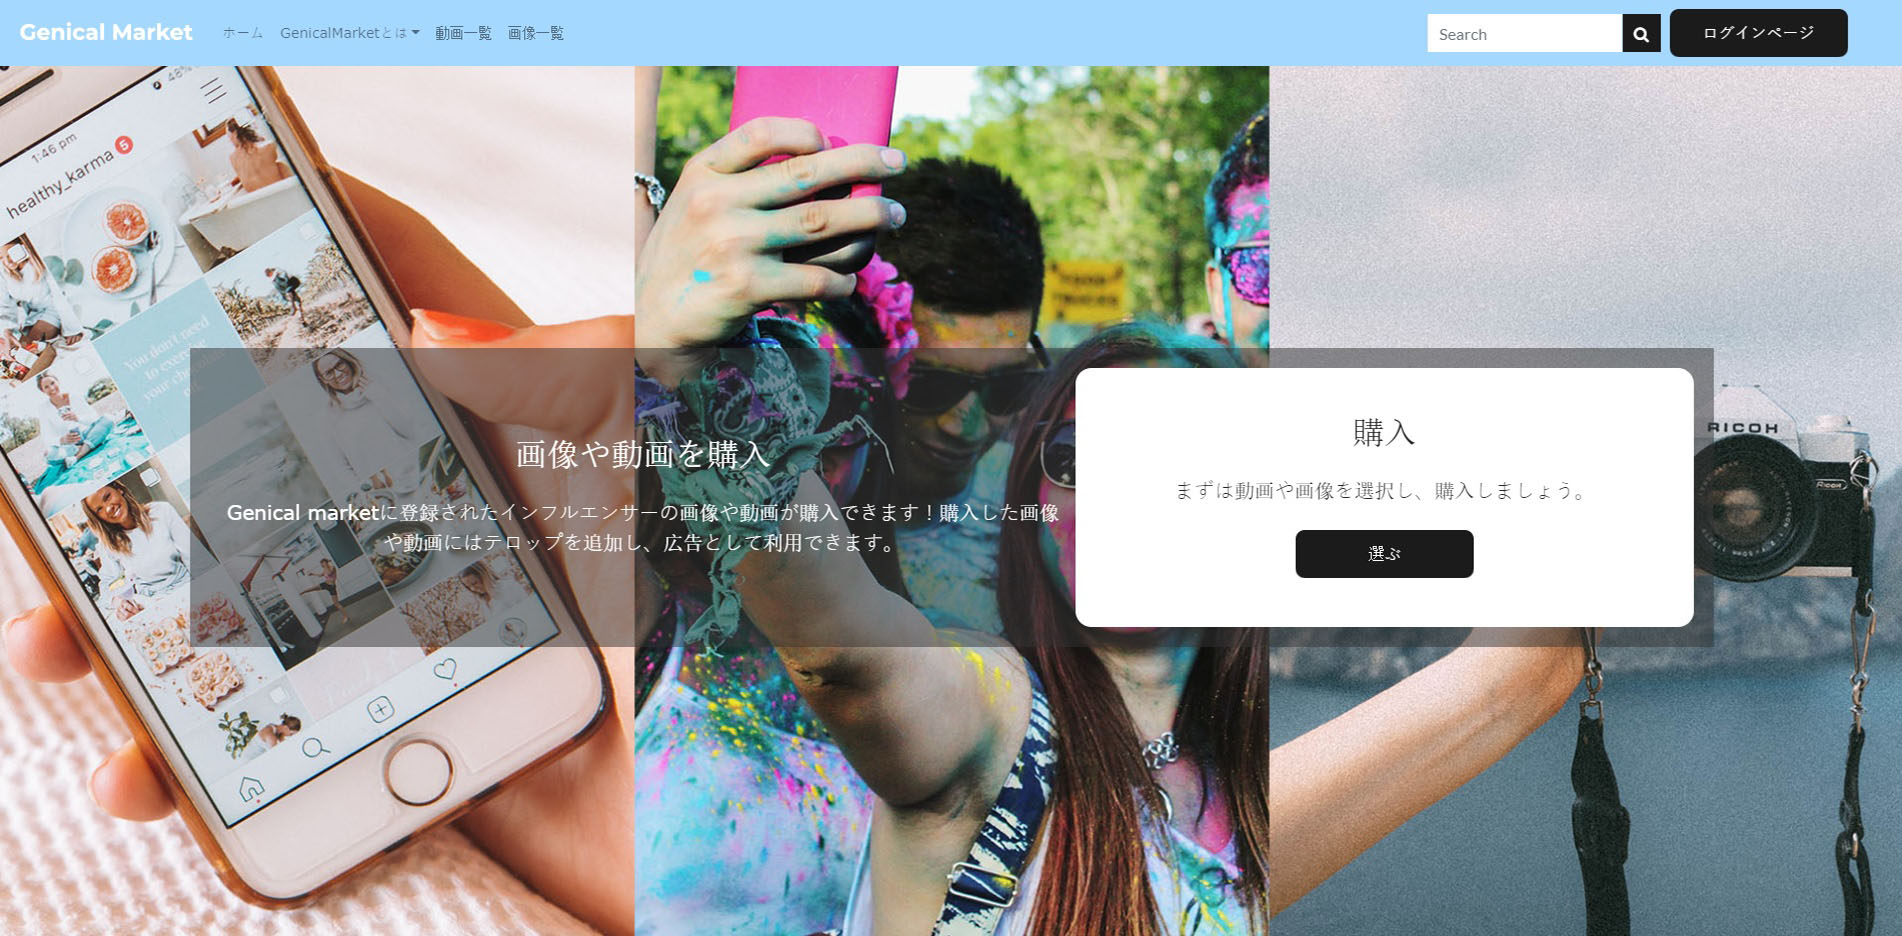 Genical Market
ホーム
GenicalMarketとは
動画一覧
画像一覧
Search
ログインページ
48%
1:46 pm
healthy_karma
5
You don't need
to exercise
RICOH
RICOH
画像や動画を購入
Genical marketに登録されたインフルエンサーの画像や動画が購入できます！購入した画像
や動画にはテロップを追加し、広告として利用できます。
購入
まずは動画や画像を選択し、購入しましょう。
選ぶ